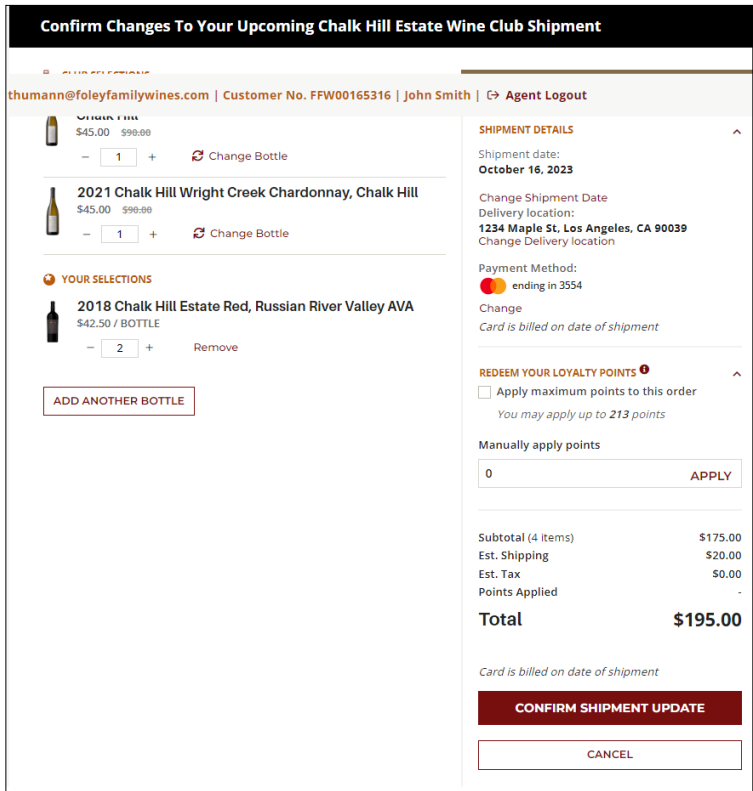 Confirm Changes To Your Upcoming Chalk Hill Estate Wine Club Shipment
CLUB SELECTIONS
thumann@foleyfamilywines.com | Customer No. FFW00165316 | John Smith | Agent Logout
Chalk Hill
$45.00 $90.00
− 1 + Change Bottle
2021 Chalk Hill Wright Creek Chardonnay, Chalk Hill
$45.00 $90.00
− 1 + Change Bottle
YOUR SELECTIONS
2018 Chalk Hill Estate Red, Russian River Valley AVA
$42.50 / BOTTLE
− 2 + Remove
ADD ANOTHER BOTTLE
SHIPMENT DETAILS
Shipment date:
October 16, 2023
Change Shipment Date
Delivery location:
1234 Maple St, Los Angeles, CA 90039
Change Delivery location
Payment Method:
ending in 3554
Change
Card is billed on date of shipment
REDEEM YOUR LOYALTY POINTS
Apply maximum points to this order
You may apply up to 213 points
Manually apply points
0 APPLY
Subtotal (4 items) $175.00
Est. Shipping $20.00
Est. Tax $0.00
Points Applied -
Total $195.00
Card is billed on date of shipment
CONFIRM SHIPMENT UPDATE
CANCEL